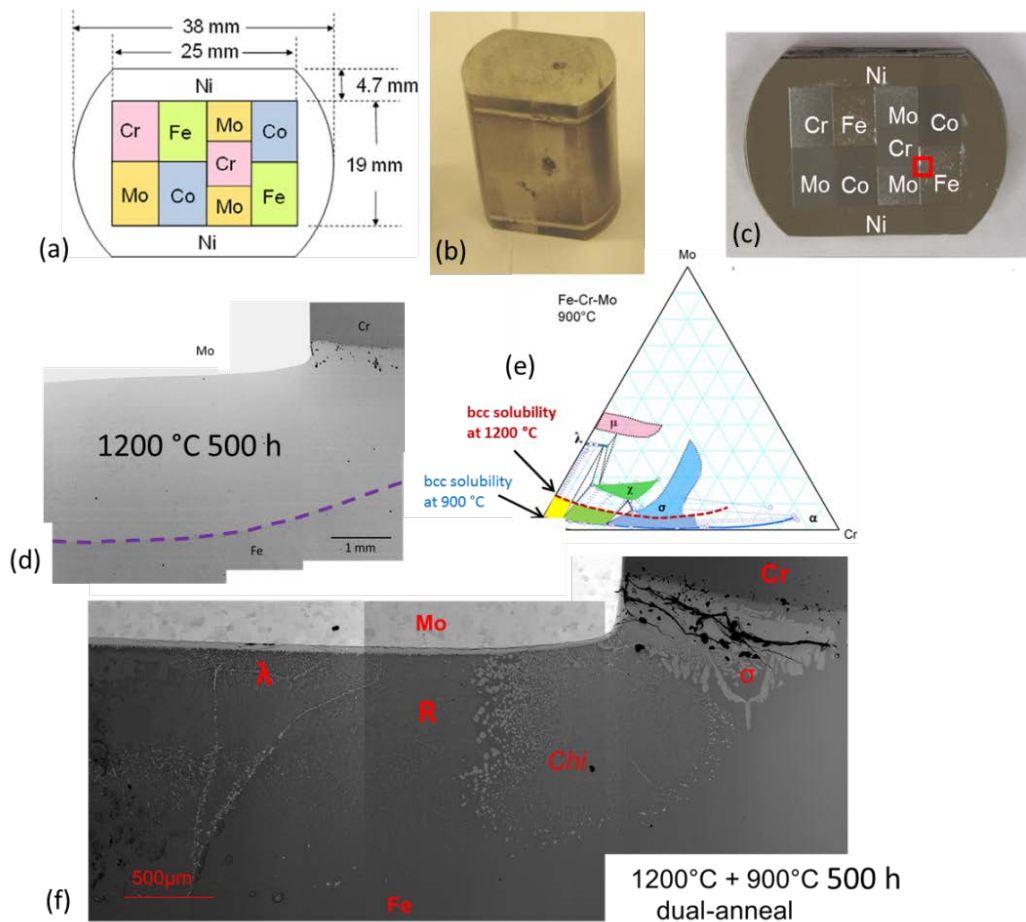 38 mm
25 mm
4.7 mm
19 mm
Ni
Cr
Fe
Mo
Co
Cr
Mo
Co
Mo
Fe
Ni
(a)
(b)
Ni
Cr
Fe
Mo
Co
Cr
Mo
Co
Mo
Fe
Ni
(c)
Mo
Cr
1200 °C 500 h
1 mm
Fe
(d)
Mo
Fe-Cr-Mo
900°C
(e)
bcc solubility
at 1200 °C
bcc solubility
at 900 °C
λ
μ
χ
σ
α
Fe
Cr
Mo
Cr
λ
R
Chi
σ
500μm
Fe
(f)
1200°C + 900°C 500 h
dual-anneal